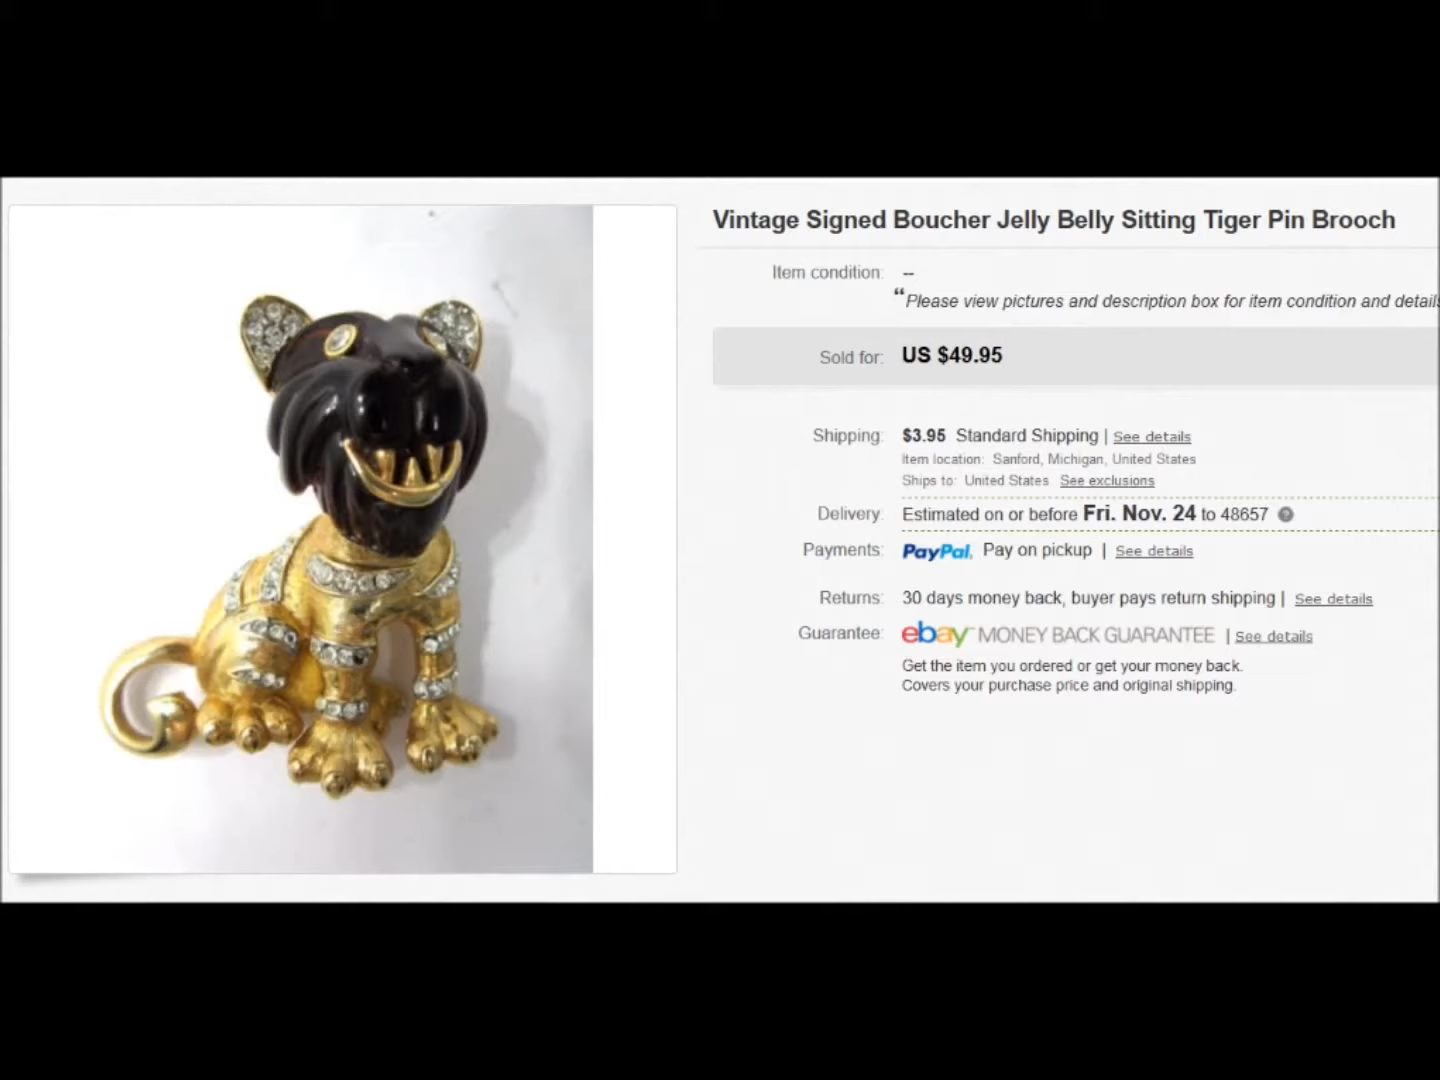 Vintage Signed Boucher Jelly Belly Sitting Tiger Pin Brooch
Item condition: --
“Please view pictures and description box for item condition and details
Sold for: US $49.95
Shipping: $3.95 Standard Shipping | See details
Item location: Sanford, Michigan, United States
Ships to: United States See exclusions
Delivery: Estimated on or before Fri. Nov. 24 to 48657 ?
Payments: PayPal, Pay on pickup | See details
Returns: 30 days money back, buyer pays return shipping | See details
Guarantee: ebay MONEY BACK GUARANTEE | See details
Get the item you ordered or get your money back.
Covers your purchase price and original shipping.